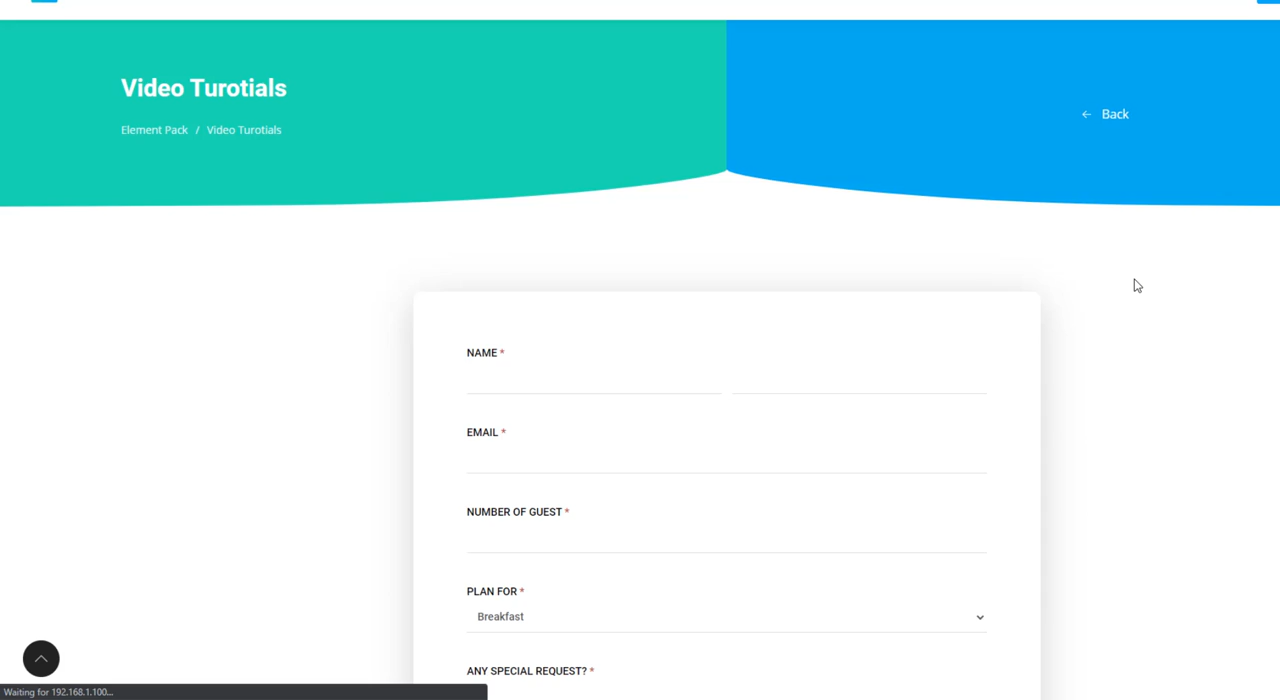 Video Turotials
Element Pack / Video Turotials
← Back
NAME *
EMAIL *
NUMBER OF GUEST *
PLAN FOR *
Breakfast
ANY SPECIAL REQUEST? *
Waiting for 192.168.1.100...